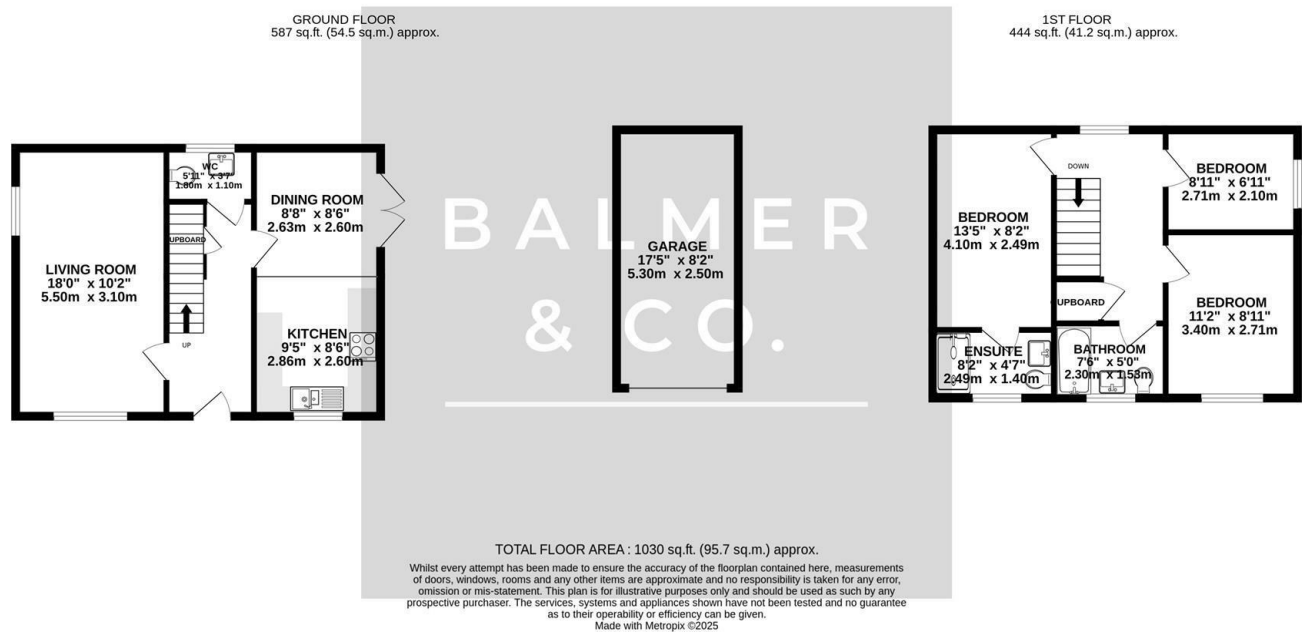 GROUND FLOOR
587 sq.ft. (54.5 sq.m.) approx.
1ST FLOOR
444 sq.ft. (41.2 sq.m.) approx.
WC
5'11" x 3'7"
1.80m x 1.10m
DINING ROOM
8'8" x 8'6"
2.63m x 2.60m
UPBOARD
LIVING ROOM
18'0" x 10'2"
5.50m x 3.10m
UP
KITCHEN
9'5" x 8'6"
2.86m x 2.60m
BALMER
& CO.
GARAGE
17'5" x 8'2"
5.30m x 2.50m
BEDROOM
13'5" x 8'2"
4.10m x 2.49m
DOWN
BEDROOM
8'11" x 6'11"
2.71m x 2.10m
UPBOARD
BEDROOM
11'2" x 8'11"
3.40m x 2.71m
ENSUITE
8'2" x 4'7"
2.49m x 1.40m
BATHROOM
7'6" x 5'0"
2.30m x 1.53m
TOTAL FLOOR AREA : 1030 sq.ft. (95.7 sq.m.) approx.
Whilst every attempt has been made to ensure the accuracy of the floorplan contained here, measurements
of doors, windows, rooms and any other items are approximate and no responsibility is taken for any error,
omission or mis-statement. This plan is for illustrative purposes only and should be used as such by any
prospective purchaser. The services, systems and appliances shown have not been tested and no guarantee
as to their operability or efficiency can be given.
Made with Metropix ©2025